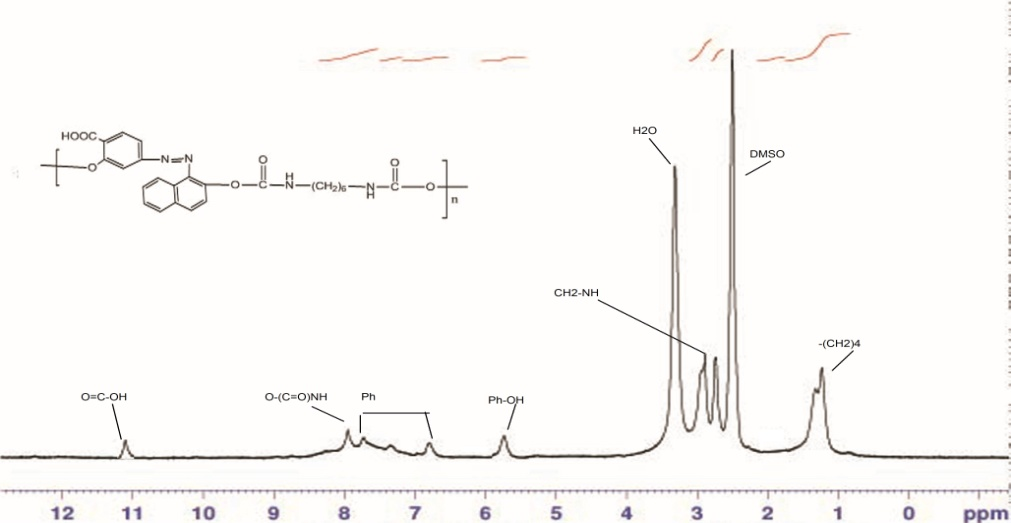 H2O
DMSO
HOOC
O
N=N
O
C
O
H
N
(CH2)6
N
H
O
C
O
n
CH2-NH
-(CH2)4
O=C-OH
O-(C=O)NH
Ph
Ph-OH
12 11 10 9 8 7 6 5 4 3 2 1 0 ppm